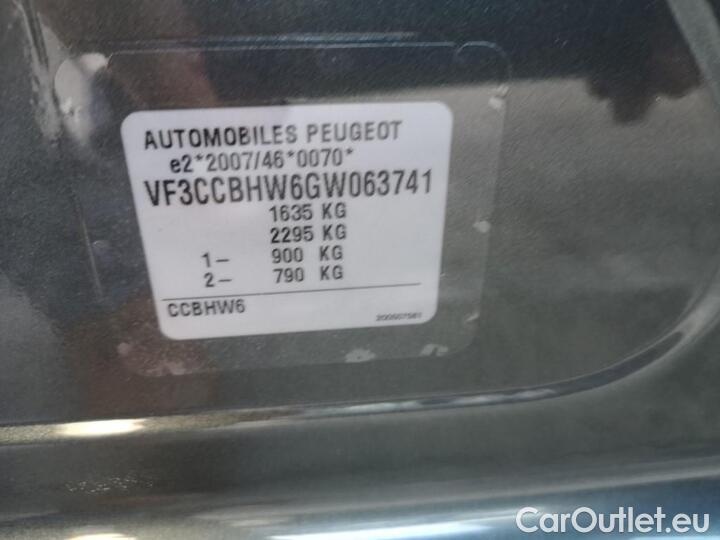 AUTOMOBILES PEUGEOT
e2*2007/46*0070*
VF3CCBHW6GW063741
1635 KG
2295 KG
1- 900 KG
2- 790 KG
CCBHW6
CarOutlet.eu